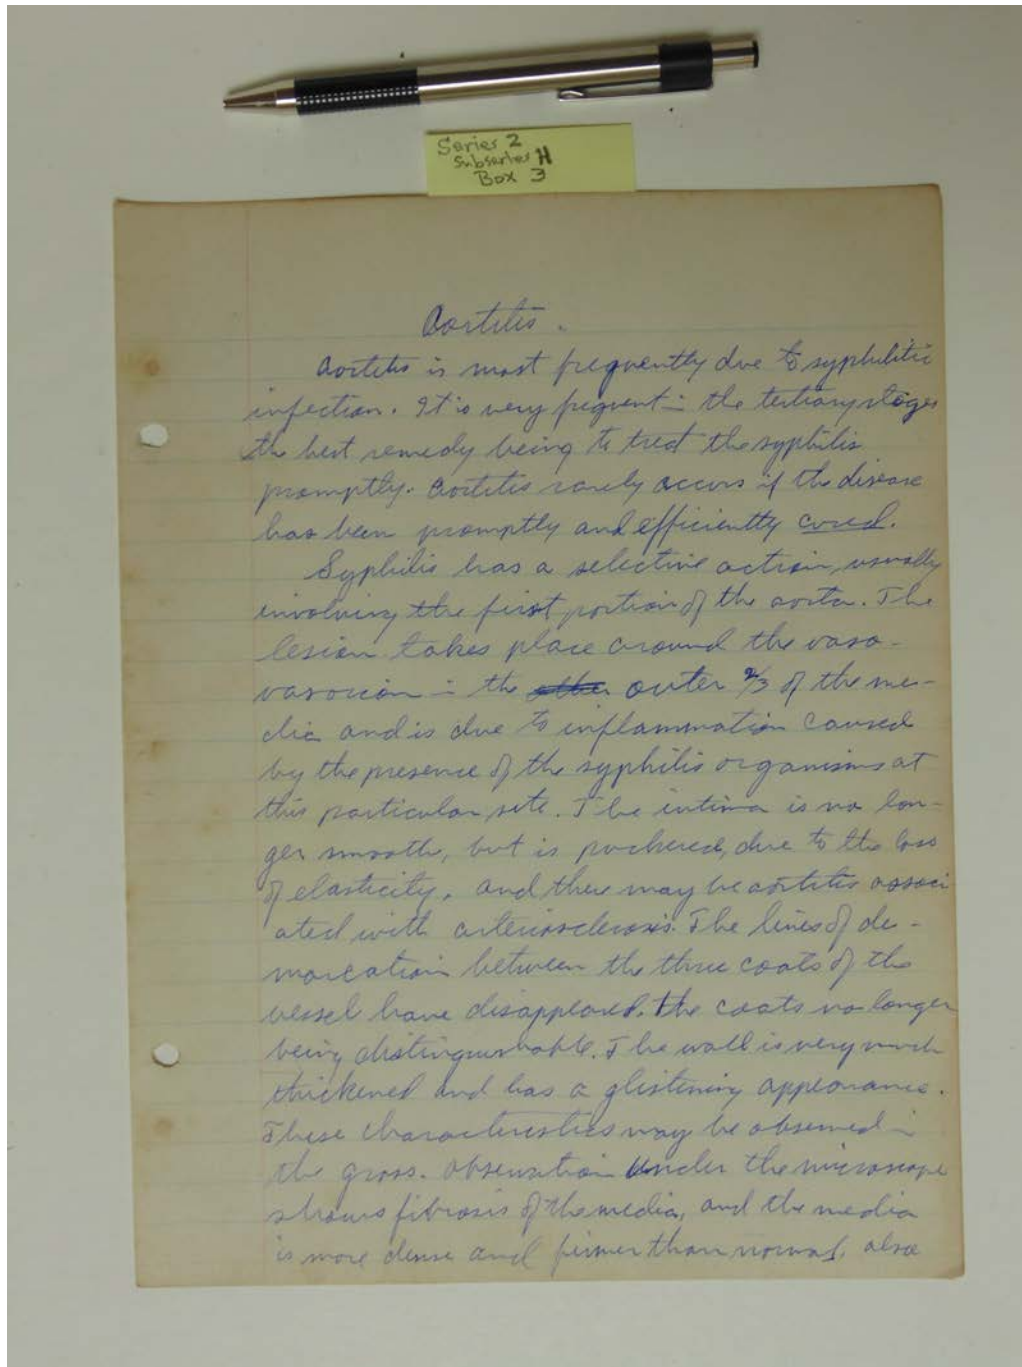 Series 2
Subseries H
Box 3
Aortitis.
Aortitis is most frequently due to syphilitic
infection. It is very frequent in the tertiary stages
the best remedy being to treat the syphilis
promptly. Aortitis rarely occurs if the disease
has been promptly and efficiently cured.
Syphilis has a selective action, usually
involving the first portion of the aorta. The
lesion takes place around the vaso-
vasorum in the outer 2/3 of the me-
dia and is due to inflammation caused
by the presence of the syphilis organisms at
this particular site. The intima is no lon-
ger smooth, but is puckered, due to the loss
of elasticity. And there may be aortitis associ-
ated with arteriosclerosis. The lines of de-
marcation between the three coats of the
vessel have disappeared. The coats no longer
being distinguishable. The wall is very much
thickened and has a glistening appearance.
These characteristics may be observed in
the gross. Observation under the microscope
shows fibrosis of the media, and the media
is more dense and firmer than normal. also